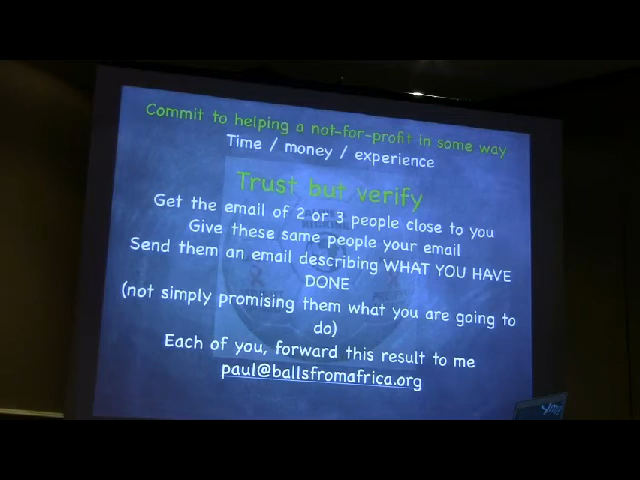 Commit to helping a not-for-profit in some way
Time / money / experience
Trust but verify
Get the email of 2 or 3 people close to you
Give these same people your email
Send them an email describing WHAT YOU HAVE
DONE
(not simply promising them what you are going to
do)
Each of you, forward this result to me
paul@ballsfromafrica.org